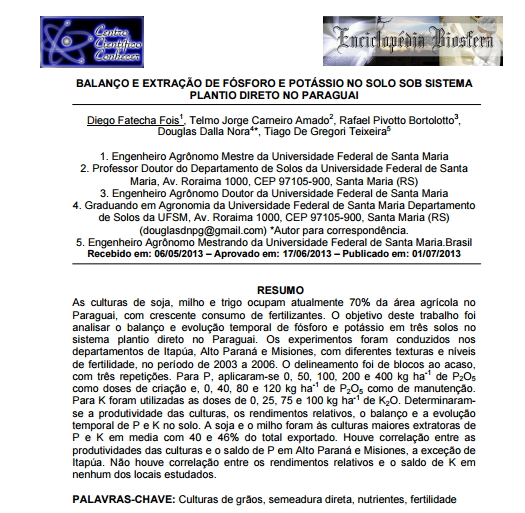 Centro
Científico
Conhecer
Enciclopédia Biosfera
BALANÇO E EXTRAÇÃO DE FÓSFORO E POTÁSSIO NO SOLO SOB SISTEMA
PLANTIO DIRETO NO PARAGUAI
Diego Fatecha Fois¹, Telmo Jorge Carneiro Amado², Rafael Pivotto Bortolotto³,
Douglas Dalla Nora⁴*, Tiago De Gregori Teixeira⁵
1. Engenheiro Agrônomo Mestre da Universidade Federal de Santa Maria
2. Professor Doutor do Departamento de Solos da Universidade Federal de Santa
Maria, Av. Roraima 1000, CEP 97105-900, Santa Maria (RS)
3. Engenheiro Agrônomo Doutor da Universidade Federal de Santa Maria
4. Graduando em Agronomia da Universidade Federal de Santa Maria Departamento
de Solos da UFSM, Av. Roraima 1000, CEP 97105-900, Santa Maria (RS)
(douglasdnpg@gmail.com) *Autor para correspondência.
5. Engenheiro Agrônomo Mestrando da Universidade Federal de Santa Maria.Brasil
Recebido em: 06/05/2013 – Aprovado em: 17/06/2013 – Publicado em: 01/07/2013
RESUMO
As culturas de soja, milho e trigo ocupam atualmente 70% da área agrícola no
Paraguai, com crescente consumo de fertilizantes. O objetivo deste trabalho foi
analisar o balanço e evolução temporal de fósforo e potássio em três solos no
sistema plantio direto no Paraguai. Os experimentos foram conduzidos nos
departamentos de Itapúa, Alto Paraná e Misiones, com diferentes texturas e níveis
de fertilidade, no período de 2003 a 2006. O delineamento foi de blocos ao acaso,
com três repetições. Para P, aplicaram-se 0, 50, 100, 200 e 400 kg ha⁻¹ de P₂O₅
como doses de criação e, 0, 40, 80 e 120 kg ha⁻¹ de P₂O₅ como de manutenção.
Para K foram utilizadas as doses de 0, 25, 75 e 100 kg ha⁻¹ de K₂O. Determinaram-
se a produtividade das culturas, os rendimentos relativos, o balanço e a evolução
temporal de P e K no solo. A soja e o milho foram às culturas maiores extratoras de
P e K em media com 40 e 46% do total exportado. Houve correlação entre as
produtividades das culturas e o saldo de P em Alto Paraná e Misiones, a exceção de
Itapúa. Não houve correlação entre os rendimentos relativos e o saldo de K em
nenhum dos locais estudados.
PALAVRAS-CHAVE: Culturas de grãos, semeadura direta, nutrientes, fertilidade